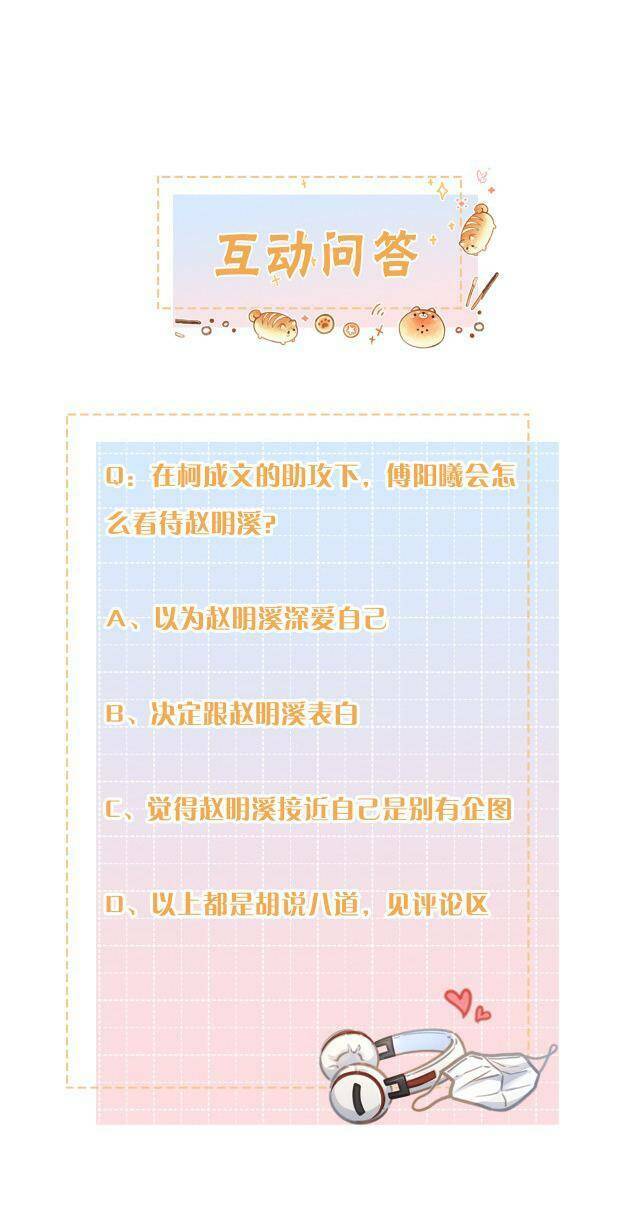 互动问答
Q：在柯成文的助攻下，傅阳曦会怎
么看待赵明溪？
A、以为赵明溪深爱自己
B、决定跟赵明溪表白
C、觉得赵明溪接近自己是别有企图
D、以上都是胡说八道，见评论区